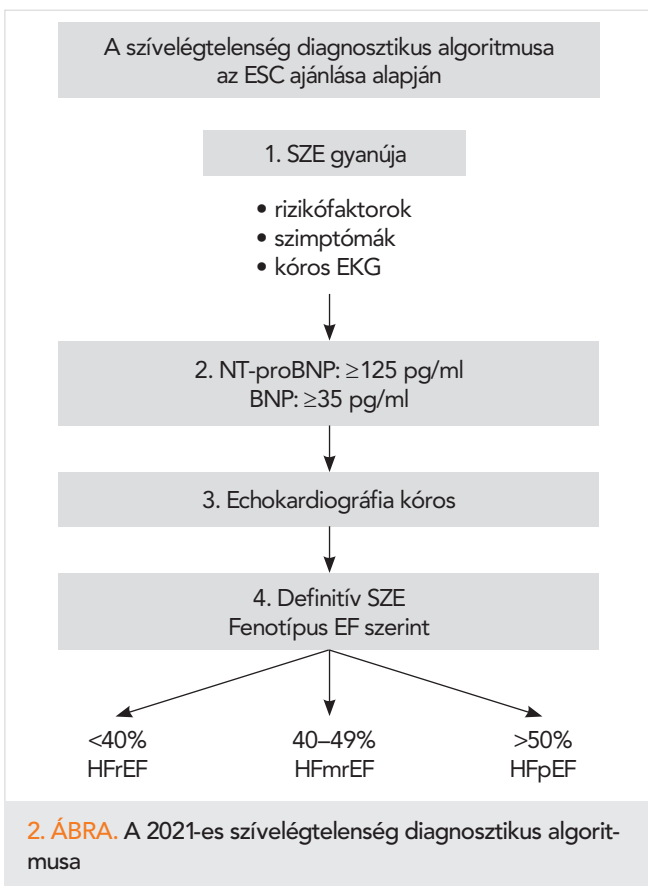 A szívelégtelenség diagnosztikus algoritmusa
az ESC ajánlása alapján
1. SZE gyanúja
• rizikófaktorok
• szimptómák
• kóros EKG
2. NT-proBNP: ≥125 pg/ml
BNP: ≥35 pg/ml
3. Echokardiográfia kóros
4. Definitív SZE
Fenotípus EF szerint
<40%
HFrEF
40–49%
HFmrEF
>50%
HFpEF
2. ÁBRA. A 2021-es szívelégtelenség diagnosztikus algorit-
musa